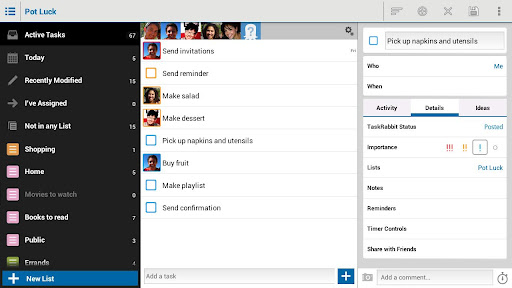 Pot Luck
Active Tasks 67
Today 5
Recently Modified 12
I've Assigned 0
Not in any List 15
Shopping 1
Home 5
Movies to watch 0
Books to read 5
Public 5
Errands
New List
Send invitations
Send reminder
Make salad
Make dessert
Pick up napkins and utensils
Buy fruit
Make playlist
Send confirmation
Add a task
Pick up napkins and utensils
Who Me
When
Activity Details Ideas
TaskRabbit Status Posted
Importance !!! !! ! o
Lists Pot Luck
Notes
Reminders
Timer Controls
Share with Friends
Add a comment...